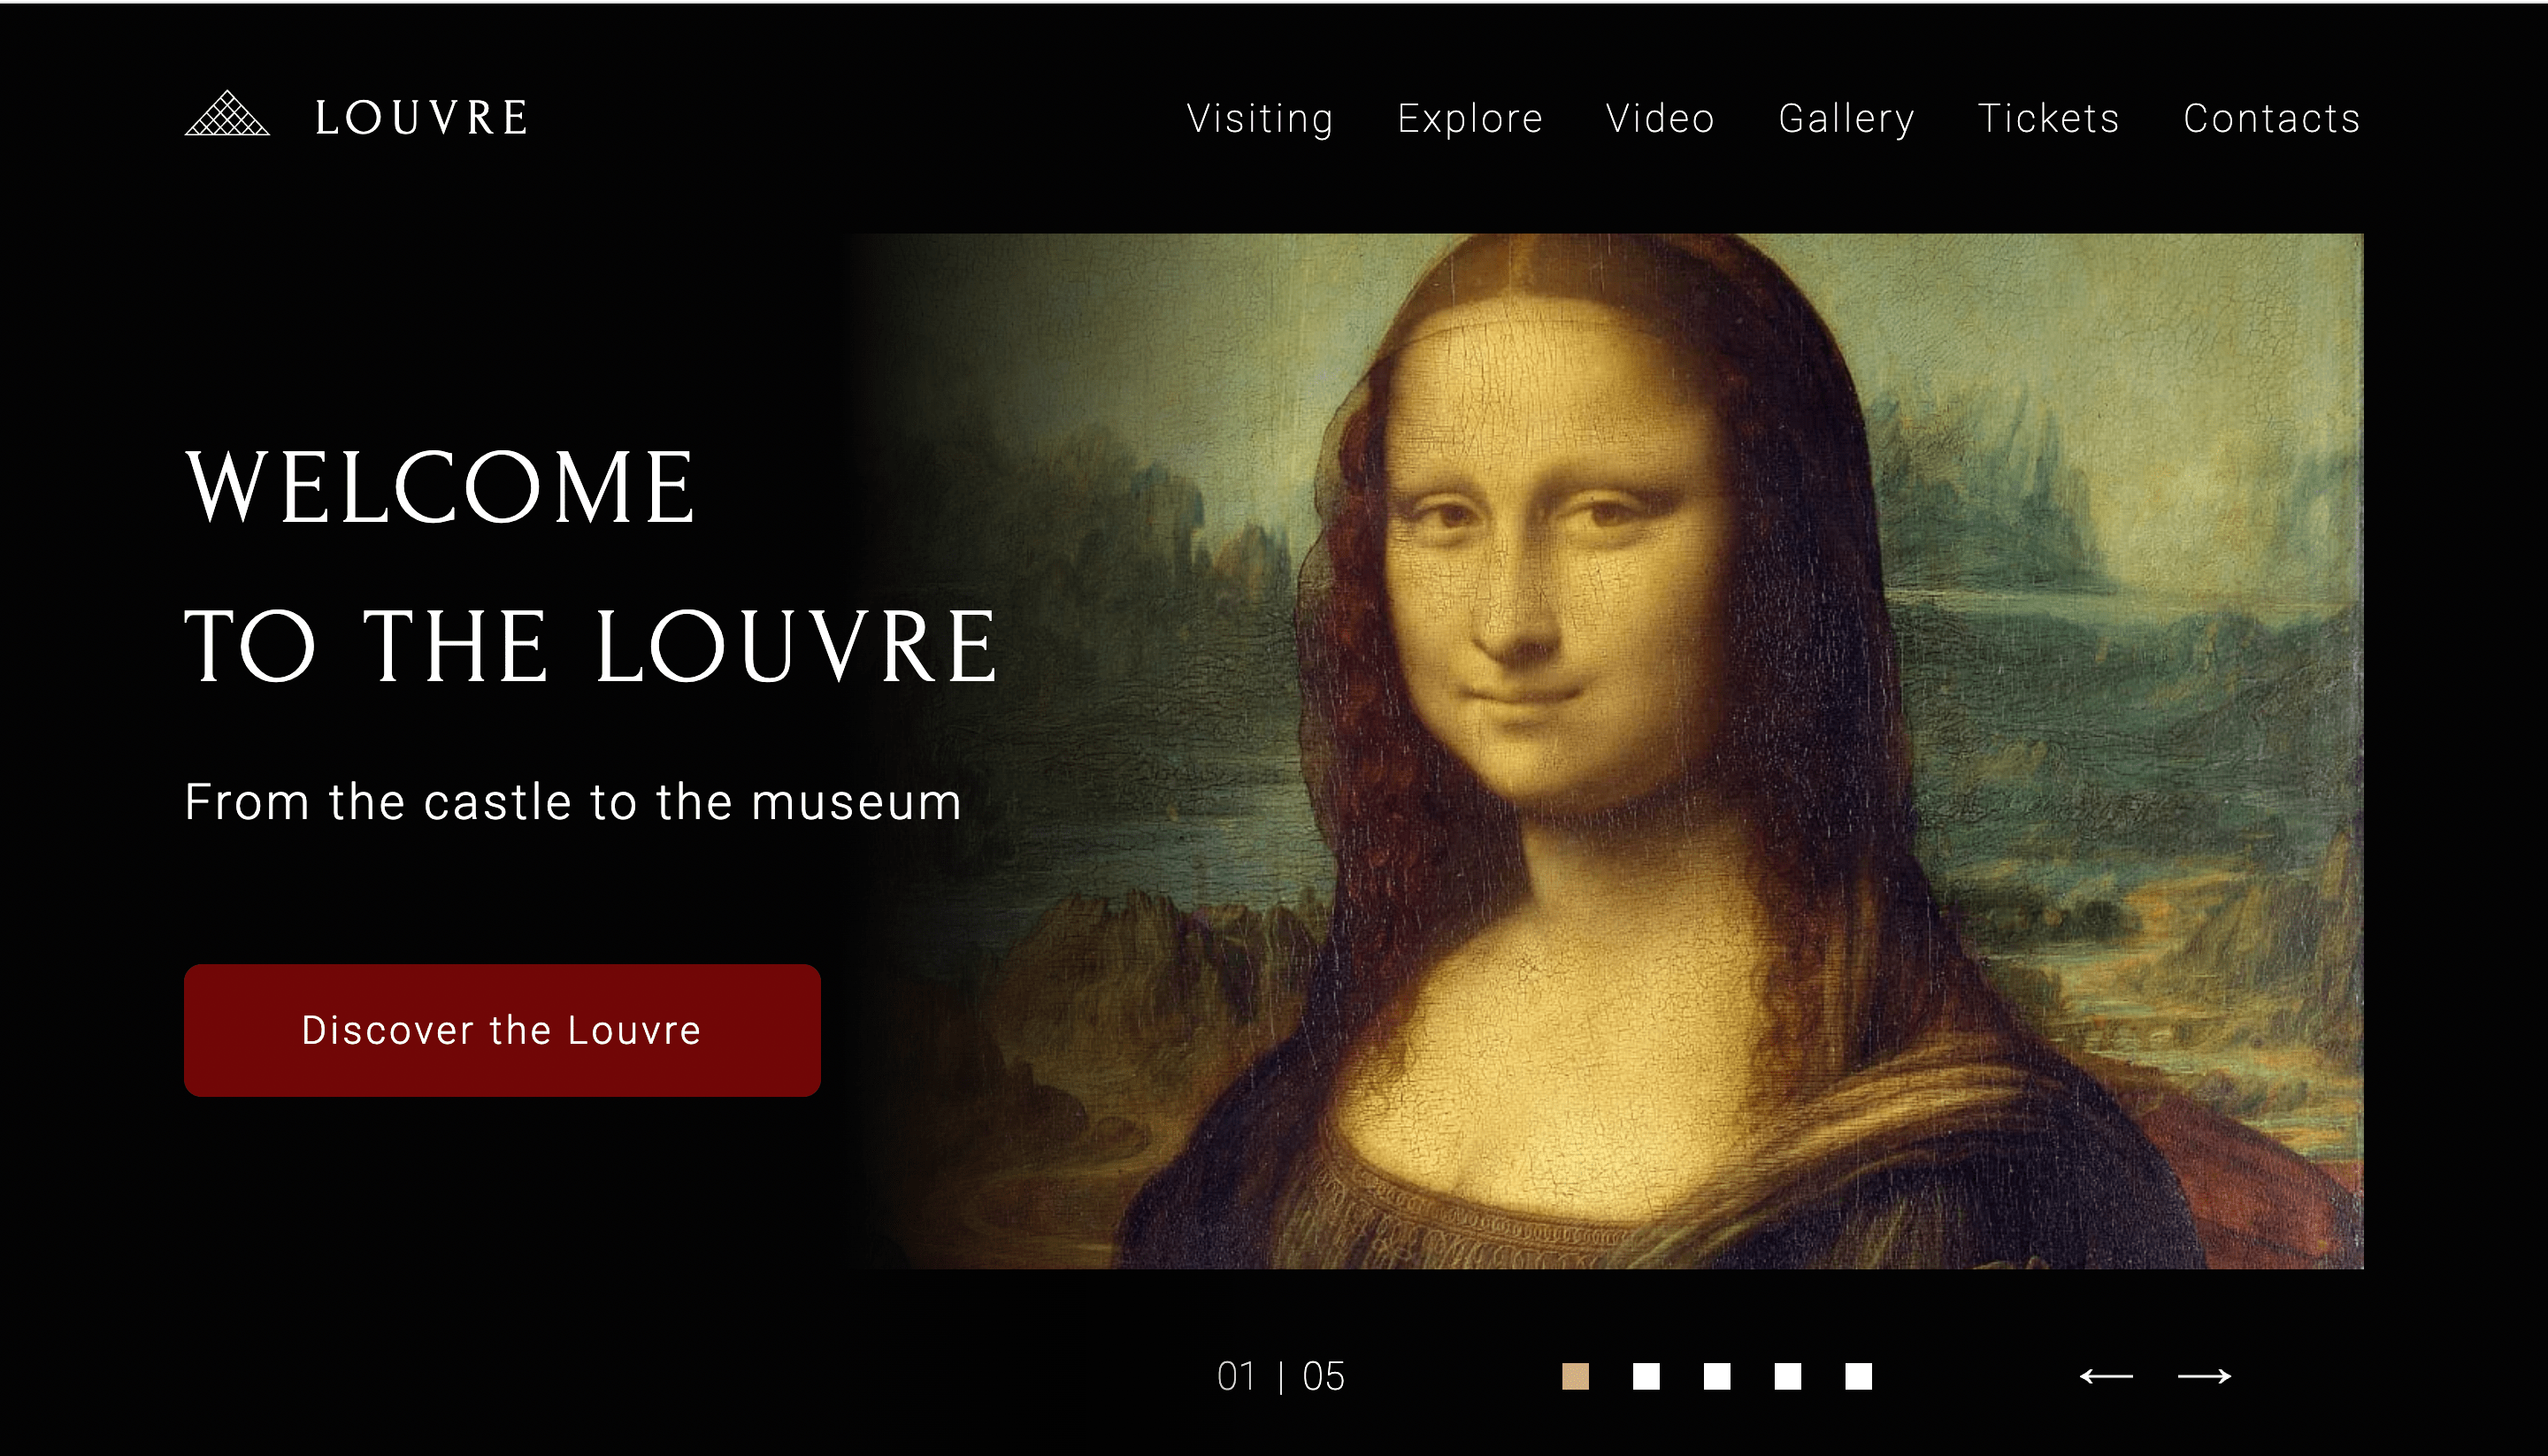 LOUVRE
Visiting Explore Video Gallery Tickets Contacts
WELCOME
TO THE LOUVRE
From the castle to the museum
Discover the Louvre
01 | 05